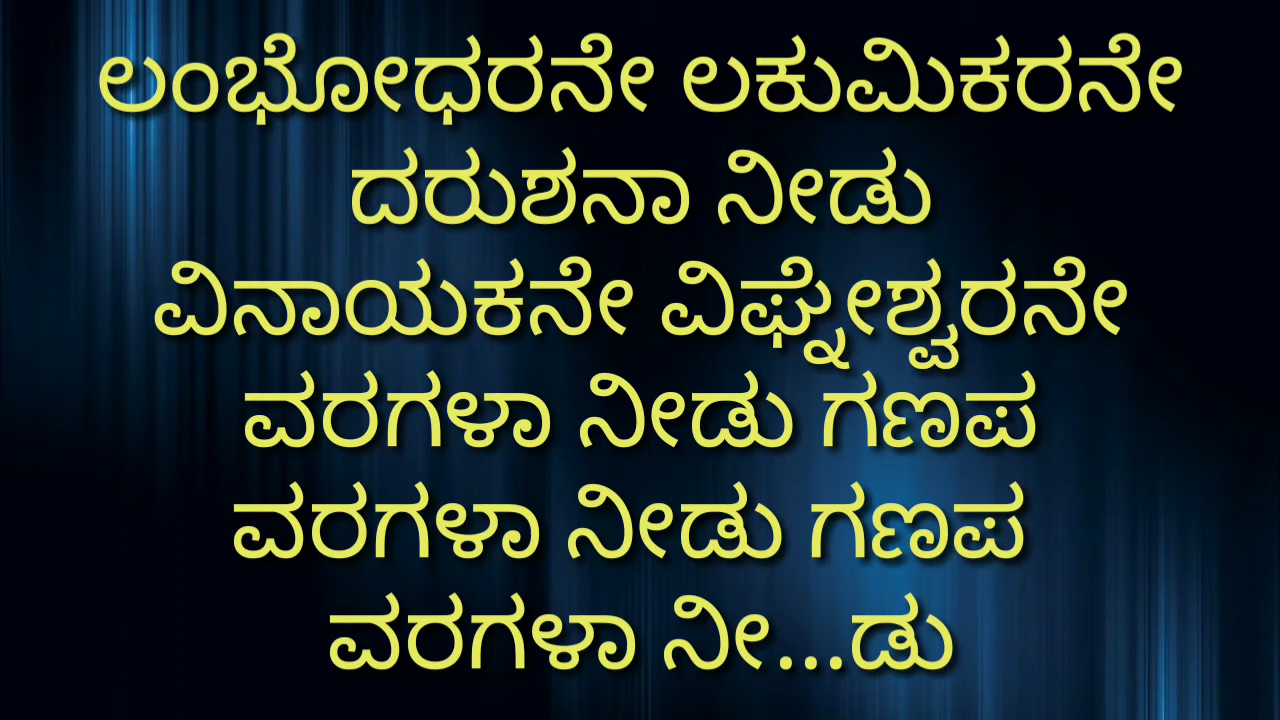 ಲಂಭೋಧರನೇ ಲಕುಮಿಕರನೇ
ದರುಶನಾ ನೀಡು
ವಿನಾಯಕನೇ ವಿಘ್ನೇಶ್ವರನೇ
ವರಗಳಾ ನೀಡು ಗಣಪ
ವರಗಳಾ ನೀಡು ಗಣಪ
ವರಗಳಾ ನೀ...ಡು